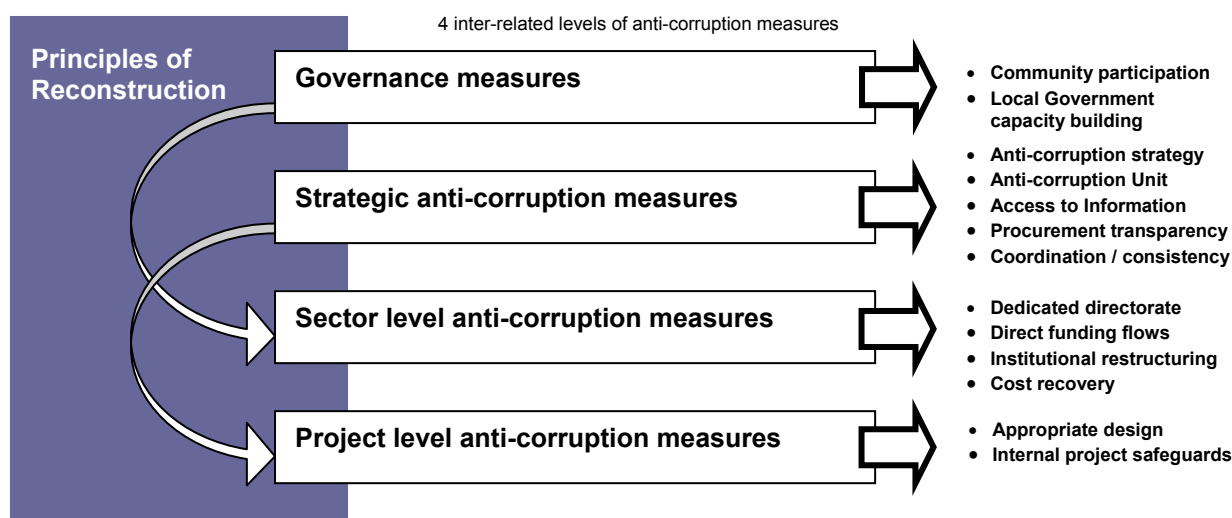 4 inter-related levels of anti-corruption measures
Principles of
Reconstruction
Governance measures
• Community participation
• Local Government
capacity building
Strategic anti-corruption measures
• Anti-corruption strategy
• Anti-corruption Unit
• Access to Information
• Procurement transparency
• Coordination / consistency
Sector level anti-corruption measures
• Dedicated directorate
• Direct funding flows
• Institutional restructuring
• Cost recovery
Project level anti-corruption measures
• Appropriate design
• Internal project safeguards